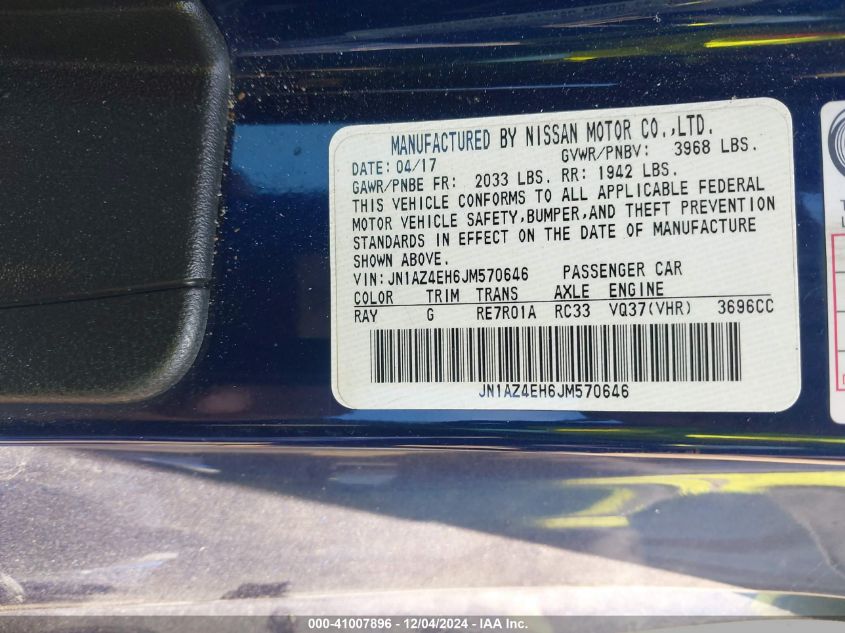 MANUFACTURED BY NISSAN MOTOR CO.,LTD.
DATE: 04/17 GVWR/PNBV: 3968 LBS.
GAWR/PNBE FR: 2033 LBS. RR: 1942 LBS.
THIS VEHICLE CONFORMS TO ALL APPLICABLE FEDERAL
MOTOR VEHICLE SAFETY,BUMPER,AND THEFT PREVENTION
STANDARDS IN EFFECT ON THE DATE OF MANUFACTURE
SHOWN ABOVE.
VIN:JN1AZ4EH6JM570646 PASSENGER CAR
COLOR TRIM TRANS AXLE ENGINE
RAY G RE7R01A RC33 VQ37(VHR) 3696CC
JN1AZ4EH6JM570646
000-41007896 - 12/04/2024 - IAA Inc.